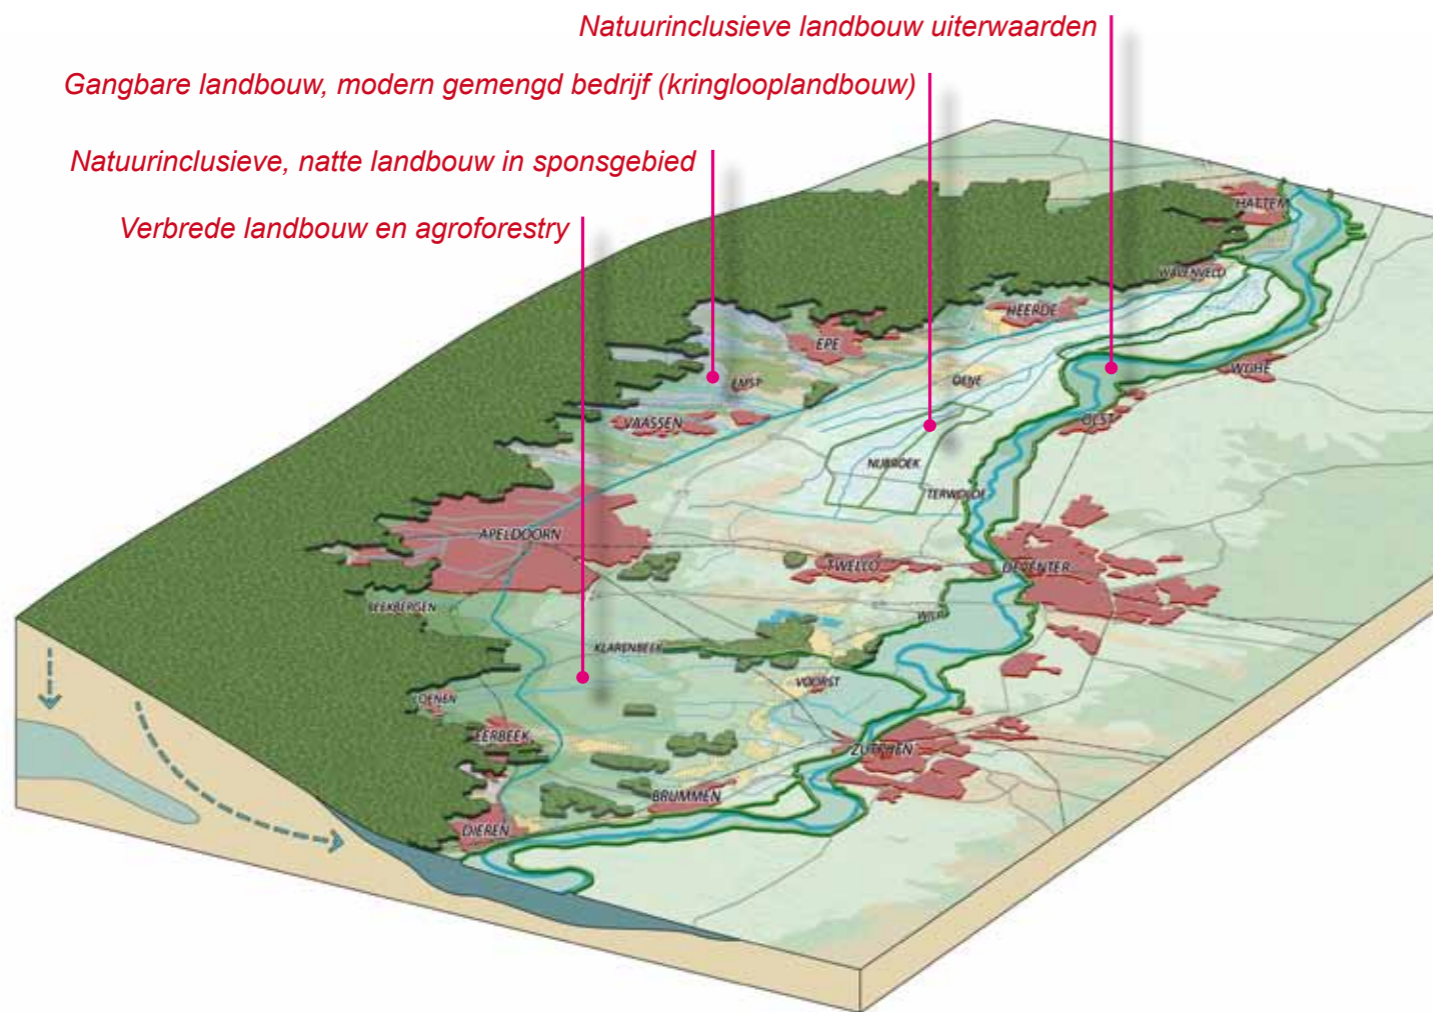 Natuurinclusieve landbouw uiterwaarden
Gangbare landbouw, modern gemengd bedrijf (kringlooplandbouw)
Natuurinclusieve, natte landbouw in sponsgebied
Verbrede landbouw en agroforestry
HATTEM
WAPENVELD
HEERDE
EPE
WIJHE
EMST
OENE
OLST
VAASSEN
NIJBROEK
TERWOLDE
APELDOORN
TWELLO
DEVENTER
BEEKBERGEN
WILP
KLARENBEEK
VOORST
LOENEN
EERBEEK
ZUTPHEN
BRUMMEN
DIEREN